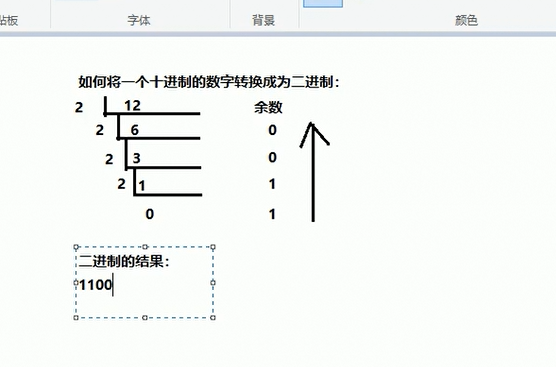 贴板 字体 背景 颜色
如何将一个十进制的数字转换成为二进制：
2 12 余数
2 6 0
2 3 0
2 1 1
0 1
二进制的结果：
1100